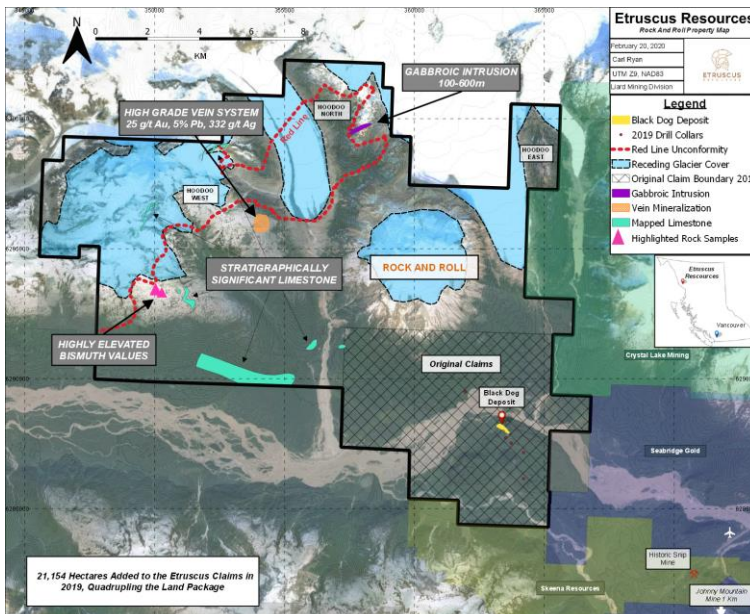 Etruscus Resources
Rock And Roll Property Map
February 20, 2020
Carl Ryan
UTM Z9, NAD83
Liard Mining Division
ETRUSCUS
RESOURCES
Legend
Black Dog Deposit
2019 Drill Collars
Red Line Unconformity
Receding Glacier Cover
Original Claim Boundary 201
Gabbroic Intrusion
Vein Mineralization
Mapped Limestone
Highlighted Rock Samples
Etruscus
Resources
Vancouver
N
0 2 4 6 8
GABBROIC INTRUSION
100-600m
HIGH GRADE VEIN SYSTEM
25 g/t Au, 5% Pb, 332 g/t Ag
HOODOO
NORTH
Red Line
HOODOO
EAST
HOODOO
WEST
STRATIGRAPHICALLY
SIGNIFICANT LIMESTONE
ROCK AND ROLL
HIGHLY ELEVATED
BISMUTH VALUES
Original Claims
Crystal Lake Mining
Black Dog
Deposit
Seabridge Gold
Historic Snip
Mine
Skeena Resources
Johnny Mountain
Mine 1 Km
21,154 Hectares Added to the Etruscus Claims in
2019, Quadrupling the Land Package